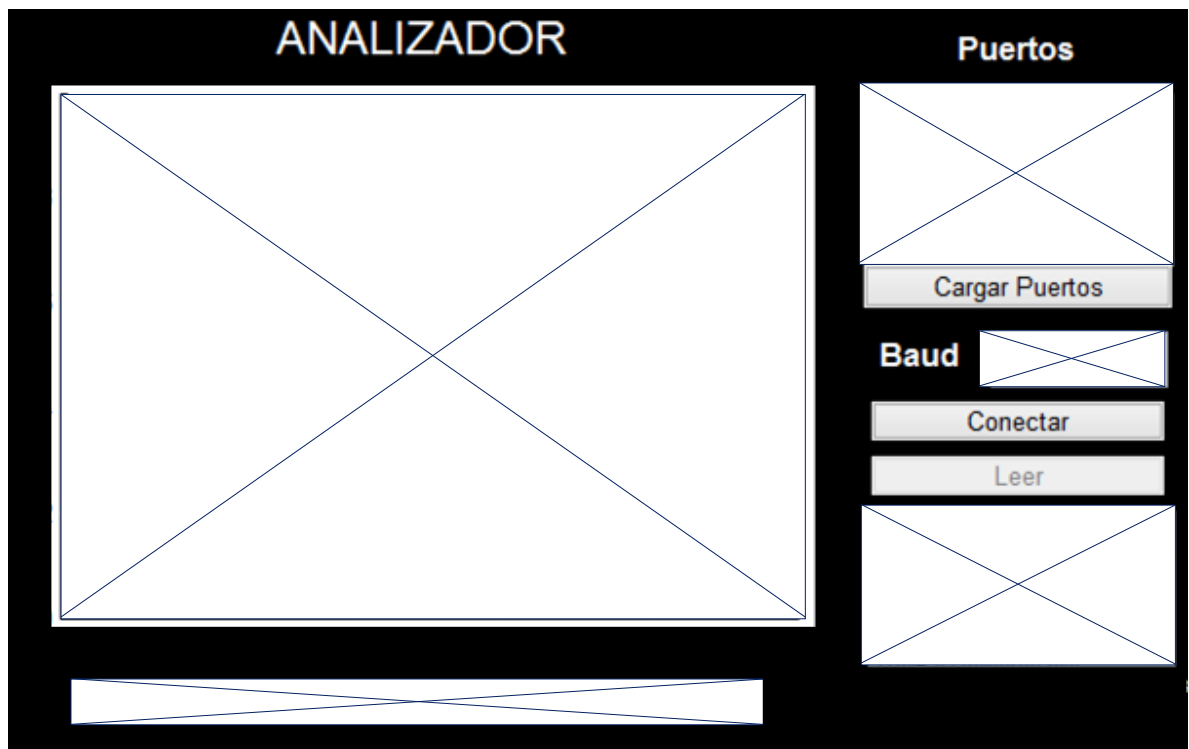 ANALIZADOR
Puertos
Cargar Puertos
Baud
Conectar
Leer